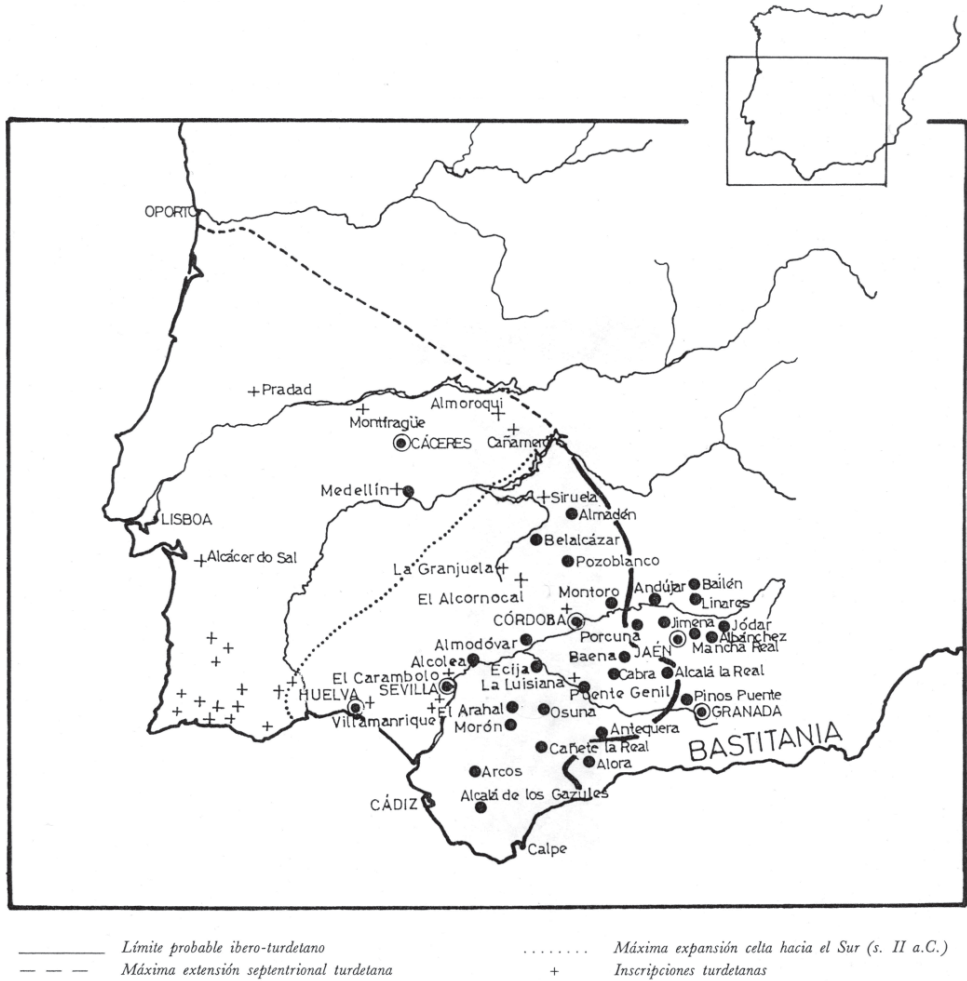 OPORTO
Pradad
Almoroqui
Montfragüe
Cañamero
CÁCERES
Medellín
Siruela
LISBOA
Almadén
Belalcázar
Alcácer do Sal
Pozoblanco
La Granjuela
El Alcornocal
Montoro
Andújar
Bailén
Linares
CÓRDOBA
Jimena
Jódar
Porcuna
Albánchez
Almodóvar
JAÉN
Mancha Real
Alcolea
Baena
Ecija
El Carambolo
Cabra
Alcalá la Real
SEVILLA
La Luisiana
Puente Genil
HUELVA
Pinos Puente
Villamanrique
El Arahal
Osuna
GRANADA
Morón
Antequera
BASTITANIA
Cañete la Real
Alora
Arcos
Alcalá de los Gazules
CÁDIZ
Calpe
Límite probable ibero-turdetano
Máxima extensión septentrional turdetana
Máxima expansión celta hacia el Sur (s. II a.C.)
Inscripciones turdetanas